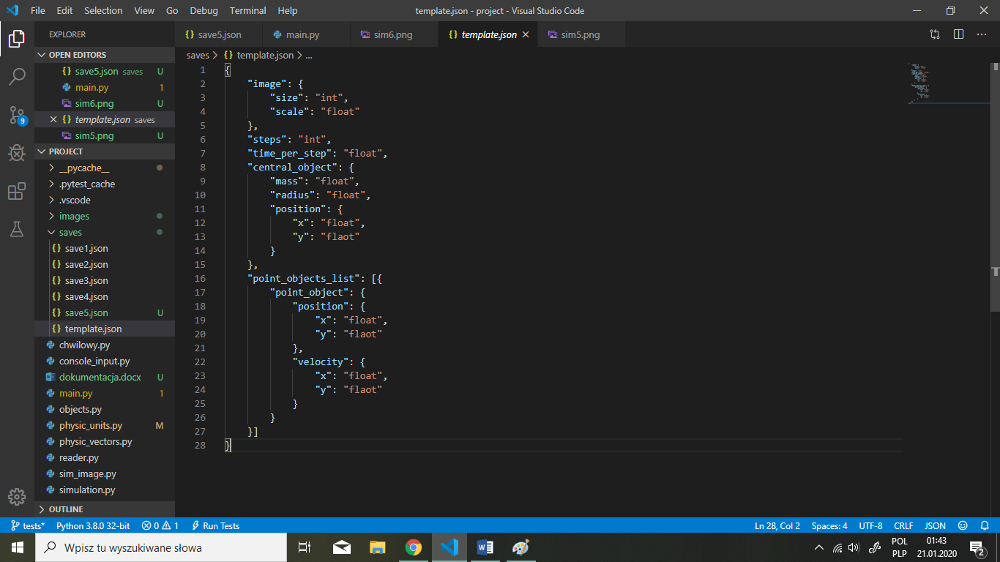 File Edit Selection View Go Debug Terminal Help template.json - project - Visual Studio Code
EXPLORER
OPEN EDITORS
save5.json saves U
main.py 1
sim6.png U
template.json saves
sim5.png U
PROJECT
__pycache__
.pytest_cache
.vscode
images
saves
save1.json
save2.json
save3.json
save4.json
save5.json U
template.json
chwilowy.py
console_input.py
dokumentacja.docx U
main.py 1
objects.py
physic_units.py M
physic_vectors.py
reader.py
sim_image.py
simulation.py
OUTLINE
9
save5.json main.py sim6.png template.json sim5.png
saves > template.json > ...
1 {
2 "image": {
3 "size": "int",
4 "scale": "float"
5 },
6 "steps": "int",
7 "time_per_step": "float",
8 "central_object": {
9 "mass": "float",
10 "radius": "float",
11 "position": {
12 "x": "float",
13 "y": "flaot"
14 }
15 },
16 "point_objects_list": [{
17 "point_object": {
18 "position": {
19 "x": "float",
20 "y": "flaot"
21 },
22 "velocity": {
23 "x": "float",
24 "y": "flaot"
25 }
26 }
27 }]
28 }
tests* Python 3.8.0 32-bit 0 1 Run Tests Ln 28, Col 2 Spaces: 4 UTF-8 CRLF JSON
Wpisz tu wyszukiwane słowa
POL
PLP
01:43
21.01.2020
2